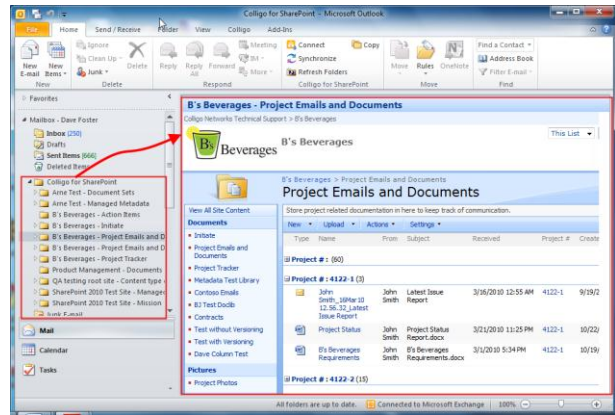 Colligo for SharePoint - Microsoft Outlook
File Home Send / Receive Folder View Colligo Add-Ins
New E-mail
New Items
New
Ignore
Clean Up
Junk
Delete
Delete
Reply
Reply All
Forward
Meeting
IM
More
Respond
Connect
Copy
Synchronize
Refresh Folders
Colligo for SharePoint
Move
Rules
OneNote
Move
Find a Contact
Address Book
Filter E-mail
Find
Favorites
Mailbox - Dave Foster
Inbox (250)
Drafts
Sent Items [666]
Deleted Items
Colligo for SharePoint
Arne Test - Document Sets
Arne Test - Managed Metadata
B's Beverages - Action Items
B's Beverages - Initiate
B's Beverages - Project Emails and D
B's Beverages - Project Emails and D
B's Beverages - Project Tracker
Product Management - Documents
QA testing root site - Content type
SharePoint 2010 Test Site - Manage
SharePoint 2010 Test Site - Mission
Junk E-mail
Mail
Calendar
Tasks
B's Beverages - Project Emails and Documents
Colligo Networks Technical Support > B's Beverages
B's Beverages
B's Beverages
This List
B's Beverages > Project Emails and Documents
Project Emails and Documents
View All Site Content
Documents
Initiate
Project Emails and Documents
Project Tracker
Metadata Test Library
Contoso Emails
BJ Test Doclib
Contracts
Test without Versioning
Test with Versioning
Dave Column Test
Pictures
Project Photos
Store project related documentation in here to keep track of communication.
New Upload Actions Settings
Type Name From Subject Received Project # Create
Project # : (60)
Project # : 4122-1 (3)
John Smith_16Mar10 12.56.32_Latest Issue Report John Smith Latest Issue Report 3/16/2010 12:55 AM 4122-1 9/19/2
Project Status John Smith Project Status Report.docx 3/21/2010 11:25 PM 4122-1 10/22/
B's Beverages Requirements John Smith B's Beverages Requirements.docx 3/1/2010 5:34 PM 4122-1 10/19/
Project # : 4122-2 (15)
All folders are up to date. Connected to Microsoft Exchange 100%